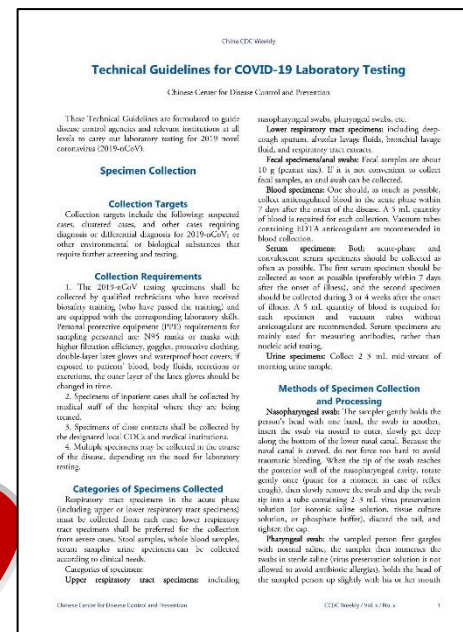 China CDC Weekly
Technical Guidelines for COVID-19 Laboratory Testing
Chinese Center for Disease Control and Prevention
These Technical Guidelines are formulated to guide
disease control agencies and relevant institutions at all
levels to carry our laboratory testing for 2019 novel
coronavirus (2019-nCoV).
Specimen Collection
Collection Targets
Collection targets include the following: suspected
cases, clustered cases, and other cases requiring
diagnosis or differential diagnosis for 2019-nCoV; or
other environmental or biological substances that
require further screening and testing.
Collection Requirements
1. The 2019-nCoV testing specimens shall be
collected by qualified technicians who have received
biosafety training (who have passed the training) and
are equipped with the corresponding laboratory skills.
Personal protective equipment (PPE) requirements for
sampling personnel are: N95 masks or masks with
higher filtration efficiency, goggles, protective clothing,
double-layer latex gloves and waterproof boot covers; if
exposed to patients' blood, body fluids, secretions or
excretions, the outer layer of the latex gloves should be
changed in time.
2. Specimens of inpatient cases shall be collected by
medical staff of the hospital where they are being
treated.
3. Specimens of close contacts shall be collected by
the designated local CDCs and medical institutions.
4. Multiple specimens may be collected in the course
of the disease, depending on the need for laboratory
testing.
Categories of Specimens Collected
Respiratory tract specimen in the acute phase
(including upper or lower respiratory tract specimens)
must be collected from each case; lower respiratory
tract specimens shall be preferred for the collection
from severe cases. Stool samples, whole blood samples,
serum samples urine specimens can be collected
according to clinical needs.
Categories of specimen:
Upper respiratory tract specimens: including
nasopharyngeal swabs, pharyngeal swabs, etc.
Lower respiratory tract specimens: including deep-
cough sputum, alveolar lavage fluids, bronchial lavage
fluid, and respiratory tract extracts.
Fecal specimens/anal swabs: Fecal samples are about
10 g (peanut size). If it is not convenient to collect
fecal samples, an anal swab can be collected.
Blood specimens: One should, as much as possible,
collect anticoagulated blood in the acute phase within
7 days after the onset of the disease. A 5 mL quantity
of blood is required for each collection. Vacuum tubes
containing EDTA anticoagulant are recommended in
blood collection.
Serum specimens: Both acute-phase and
convalescent serum specimens should be collected as
often as possible. The first serum specimen should be
collected as soon as possible (preferably within 7 days
after the onset of illness), and the second specimen
should be collected during 3 or 4 weeks after the onset
of illness. A 5 mL quantity of blood is required for
each specimen and vacuum tubes without
anticoagulant are recommended. Serum specimens are
mainly used for measuring antibodies, rather than
nucleic acid testing.
Urine specimens: Collect 2–3 mL mid-stream of
morning urine sample.
Methods of Specimen Collection
and Processing
Nasopharyngeal swab: The sampler gently holds the
person's head with one hand, the swab in another,
insert the swab via nostril to enter, slowly get deep
along the bottom of the lower nasal canal. Because the
nasal canal is curved, do not force too hard to avoid
traumatic bleeding. When the tip of the swab reaches
the posterior wall of the nasopharyngeal cavity, rotate
gently once (pause for a moment in case of reflex
cough), then slowly remove the swab and dip the swab
tip into a tube containing 2–3 mL virus preservation
solution (or isotonic saline solution, tissue culture
solution, or phosphate buffer), discard the tail, and
tighten the cap.
Pharyngeal swab: the sampled person first gargles
with normal saline, the sampler then immerses the
swabs in sterile saline (virus preservation solution is not
allowed to avoid antibiotic allergies), holds the head of
the sampled person up slightly with his or her mouth
Chinese Center for Disease Control and Prevention
CCDC Weekly / Vol. x / No. x
1